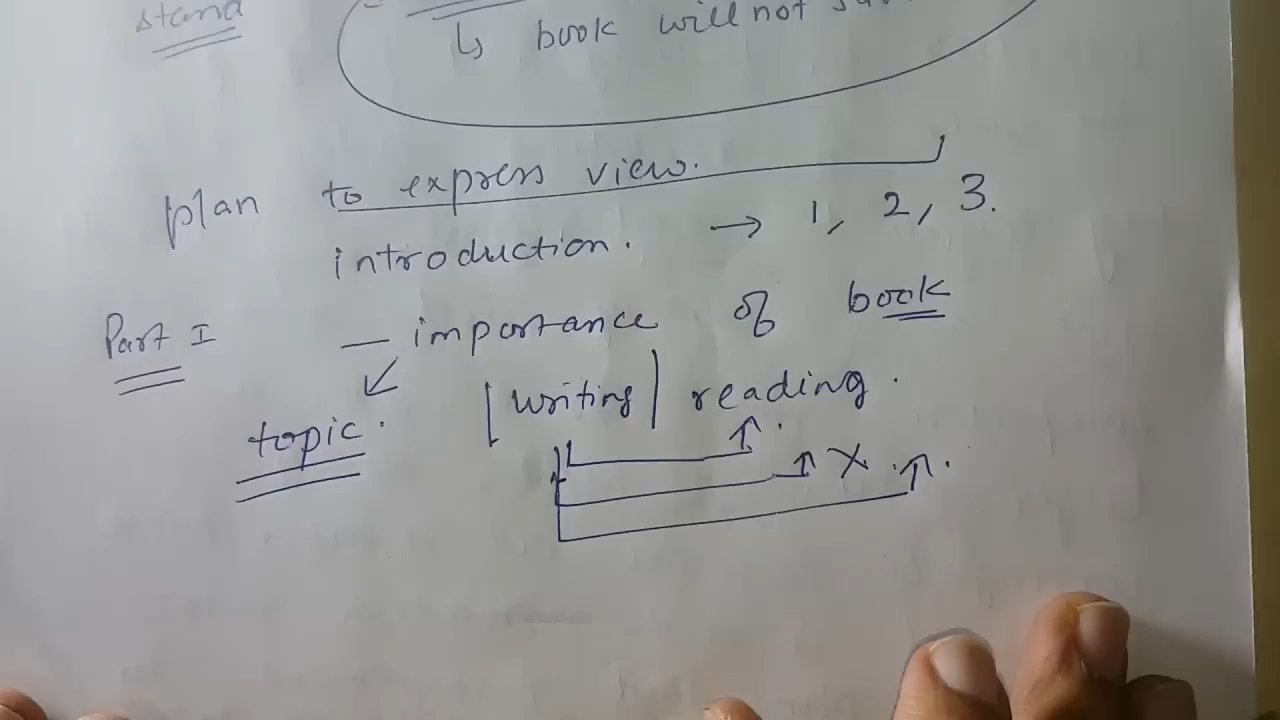 stand
↳ book will not
plan to express view.
introduction. → 1, 2, 3.
Part I — importance of book
topic. [writing] reading.
X